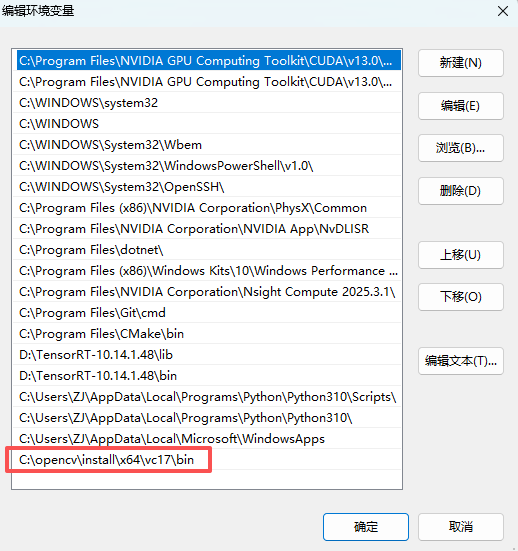 编辑环境变量
C:\Program Files\NVIDIA GPU Computing Toolkit\CUDA\v13.0\...
C:\Program Files\NVIDIA GPU Computing Toolkit\CUDA\v13.0\...
C:\WINDOWS\system32
C:\WINDOWS
C:\WINDOWS\System32\Wbem
C:\WINDOWS\System32\WindowsPowerShell\v1.0\
C:\WINDOWS\System32\OpenSSH\
C:\Program Files (x86)\NVIDIA Corporation\PhysX\Common
C:\Program Files\NVIDIA Corporation\NVIDIA App\NvDLISR
C:\Program Files\dotnet\
C:\Program Files (x86)\Windows Kits\10\Windows Performance ...
C:\Program Files\NVIDIA Corporation\Nsight Compute 2025.3.1\
C:\Program Files\Git\cmd
C:\Program Files\CMake\bin
D:\TensorRT-10.14.1.48\lib
D:\TensorRT-10.14.1.48\bin
C:\Users\ZJ\AppData\Local\Programs\Python\Python310\Scripts\
C:\Users\ZJ\AppData\Local\Programs\Python\Python310\
C:\Users\ZJ\AppData\Local\Microsoft\WindowsApps
C:\opencv\install\x64\vc17\bin
新建(N)
编辑(E)
浏览(B)...
删除(D)
上移(U)
下移(O)
编辑文本(T)...
确定
取消